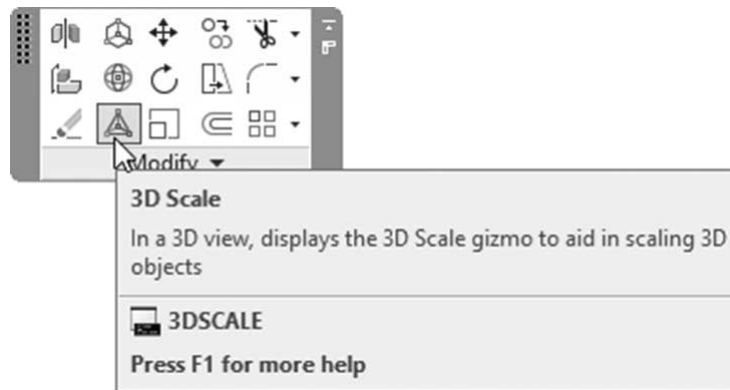 Modify
3D Scale
In a 3D view, displays the 3D Scale gizmo to aid in scaling 3D
objects
3DSCALE
Press F1 for more help